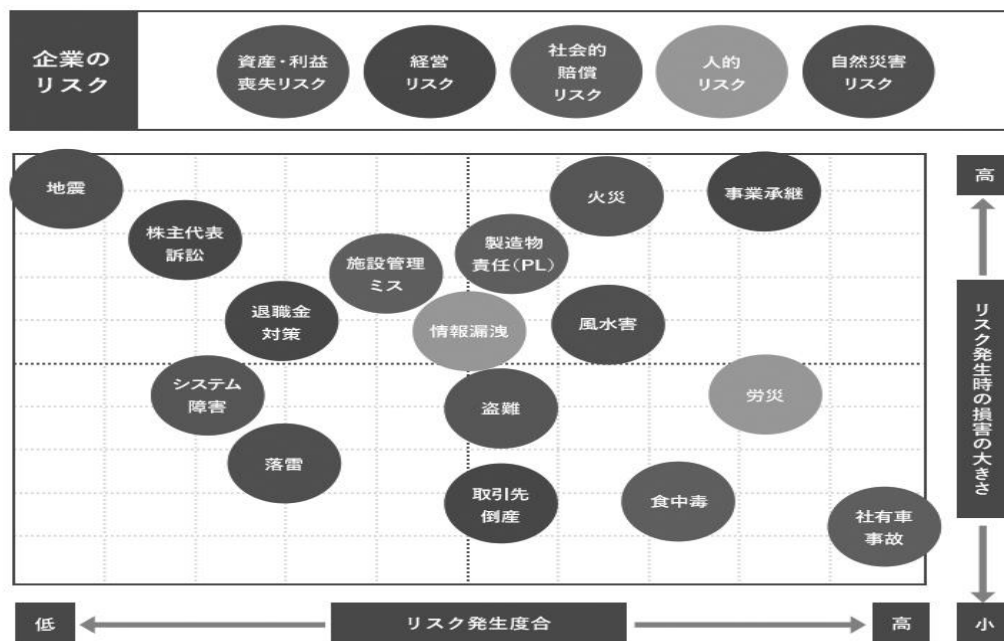 企業の
リスク
資産・利益
喪失リスク
経営
リスク
社会的
賠償
リスク
人的
リスク
自然災害
リスク
地震
火災
事業承継
株主代表
訴訟
製造物
責任(PL)
施設管理
ミス
退職金
対策
情報漏洩
風水害
システム
障害
盗難
労災
落雷
取引先
倒産
食中毒
社有車
事故
高
リスク発生時の損害の大きさ
小
低
リスク発生度合
高